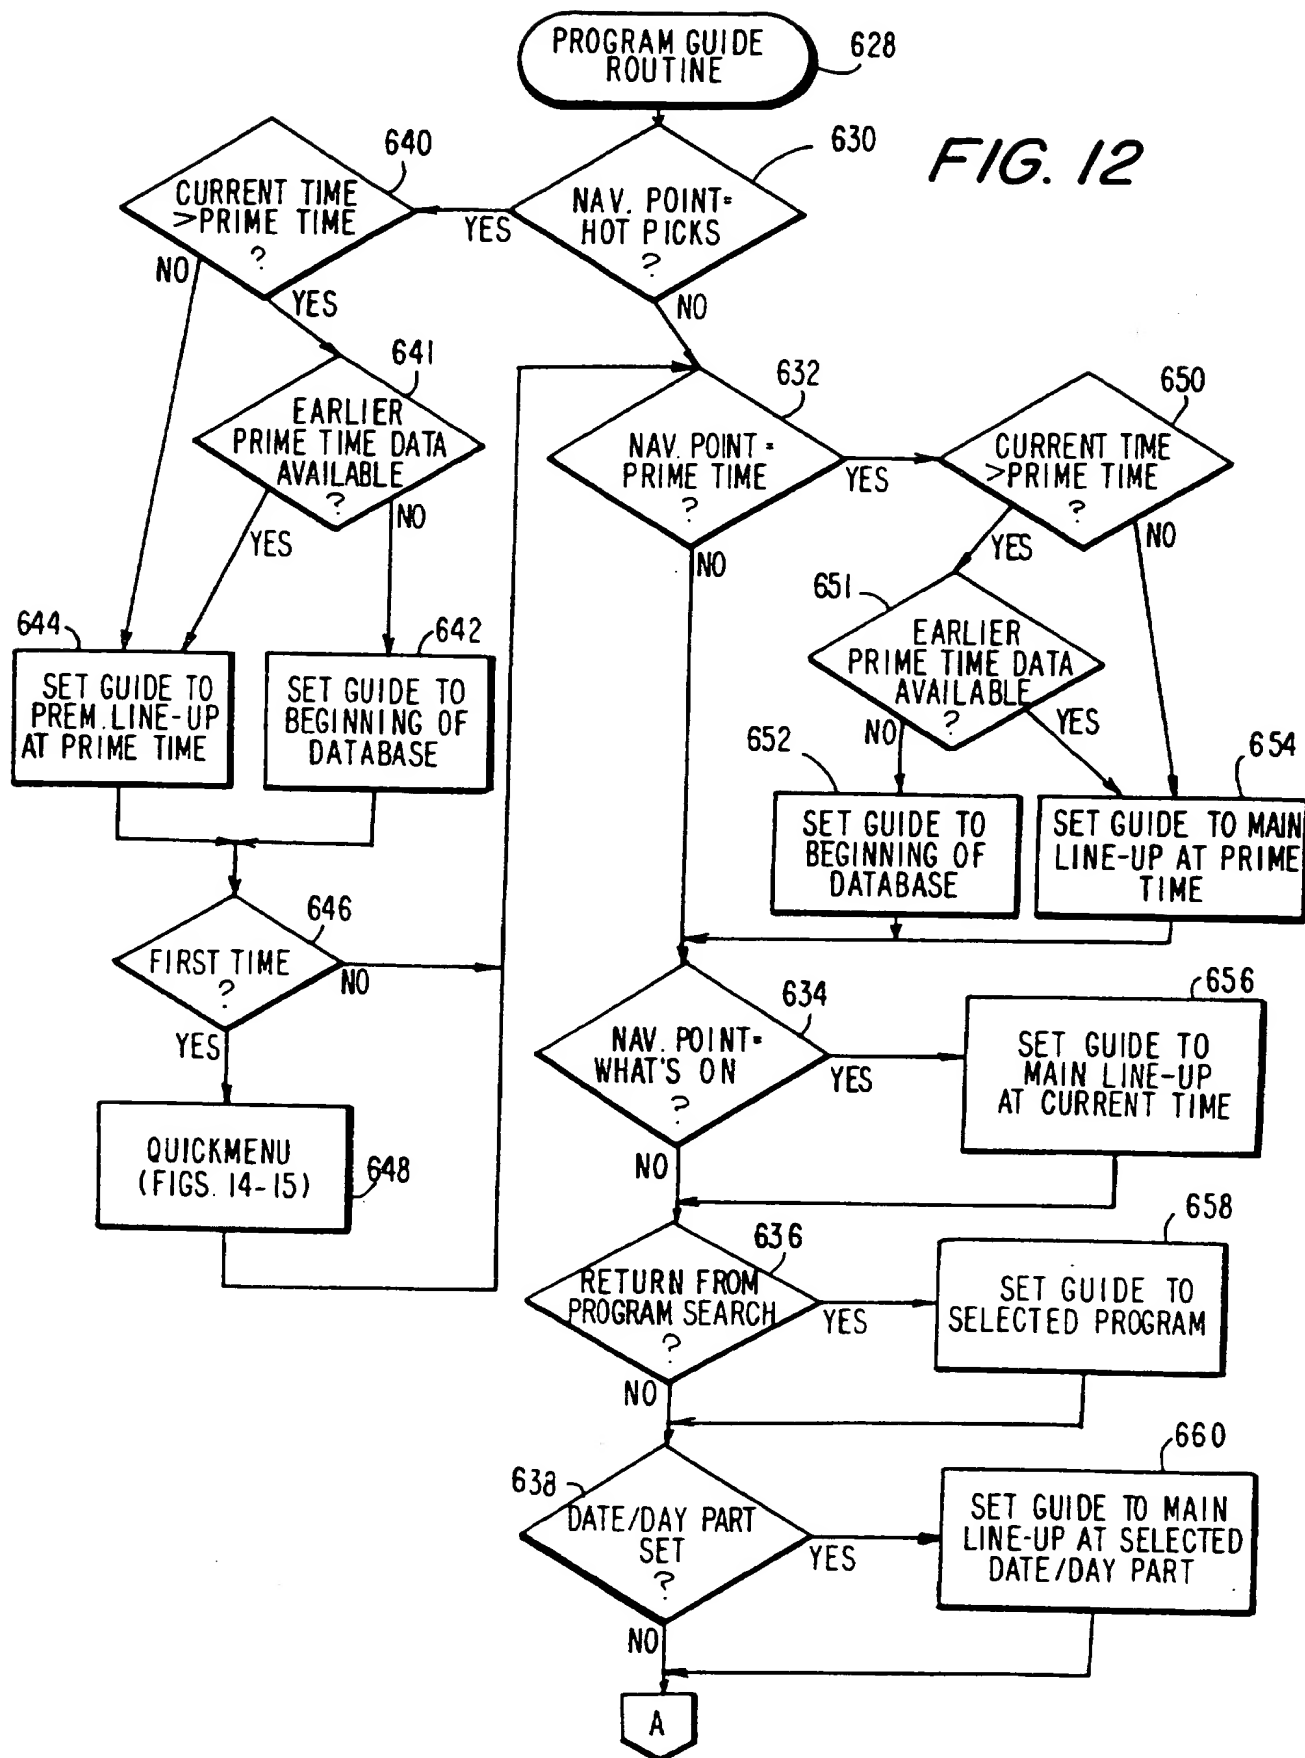 PROGRAM GUIDE
ROUTINE
628
FIG. 12
640
CURRENT TIME
>PRIME TIME
?
630
NAV. POINT=
HOT PICKS
?
YES
NO
YES
NO
641
EARLIER
PRIME TIME DATA
AVAILABLE
?
YES
NO
632
NAV. POINT=
PRIME TIME
?
YES
NO
650
CURRENT TIME
>PRIME TIME
?
YES
NO
651
EARLIER
PRIME TIME DATA
AVAILABLE
?
NO
YES
644
SET GUIDE TO
PREM. LINE-UP
AT PRIME TIME
642
SET GUIDE TO
BEGINNING OF
DATABASE
652
SET GUIDE TO
BEGINNING OF
DATABASE
654
SET GUIDE TO MAIN
LINE-UP AT PRIME
TIME
646
FIRST TIME
?
NO
YES
QUICKMENU
(FIGS. 14-15)
648
634
NAV. POINT=
WHAT'S ON
?
YES
NO
656
SET GUIDE TO
MAIN LINE-UP
AT CURRENT TIME
636
RETURN FROM
PROGRAM SEARCH
?
YES
NO
658
SET GUIDE TO
SELECTED PROGRAM
638
DATE/DAY PART
SET
?
YES
NO
660
SET GUIDE TO MAIN
LINE-UP AT SELECTED
DATE/DAY PART
A